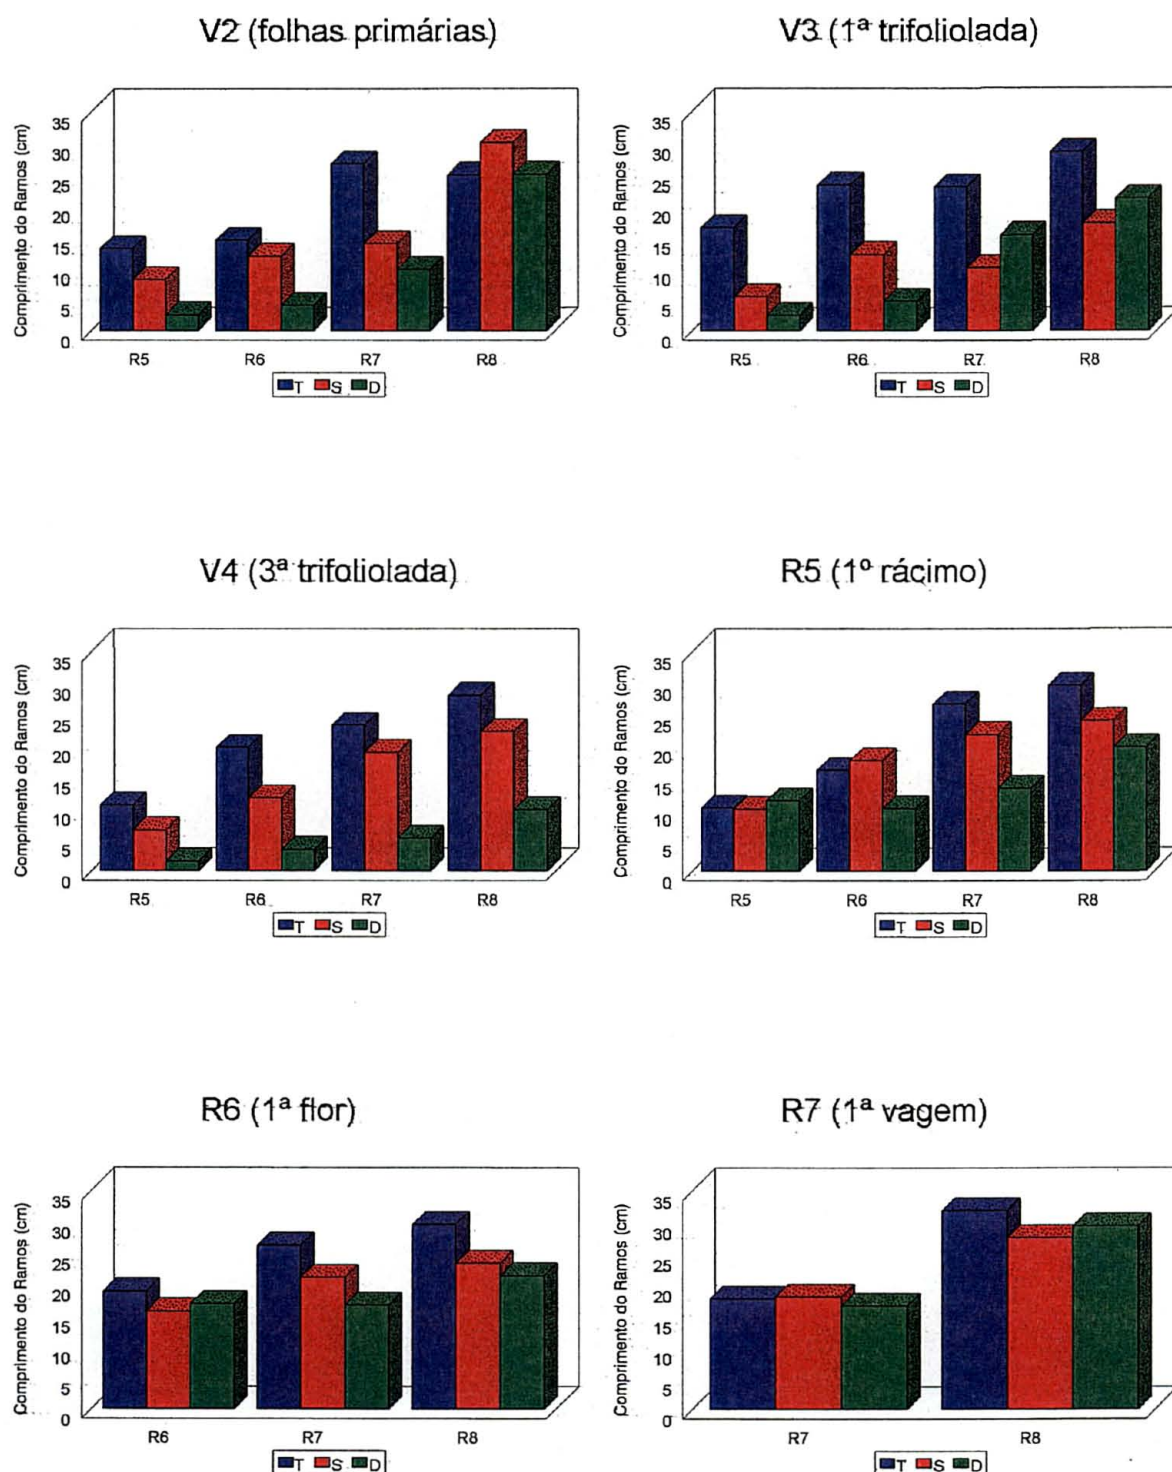 V2 (folhas primárias)
Comprimento do Ramos (cm)
35
30
25
20
15
10
5
0
R5 R6 R7 R8
T S D
V3 (1ª trifoliolada)
Comprimento do Ramos (cm)
35
30
25
20
15
10
5
0
R5 R6 R7 R8
T S D
V4 (3ª trifoliolada)
Comprimento do Ramos (cm)
35
30
25
20
15
10
5
0
R5 R6 R7 R8
T S D
R5 (1º rácimo)
Comprimento do Ramos (cm)
35
30
25
20
15
10
5
0
R5 R6 R7 R8
T S D
R6 (1ª flor)
Comprimento do Ramos (cm)
35
30
25
20
15
10
5
0
R6 R7 R8
T S D
R7 (1ª vagem)
Comprimento do Ramos (cm)
35
30
25
20
15
10
5
0
R7 R8
T S D